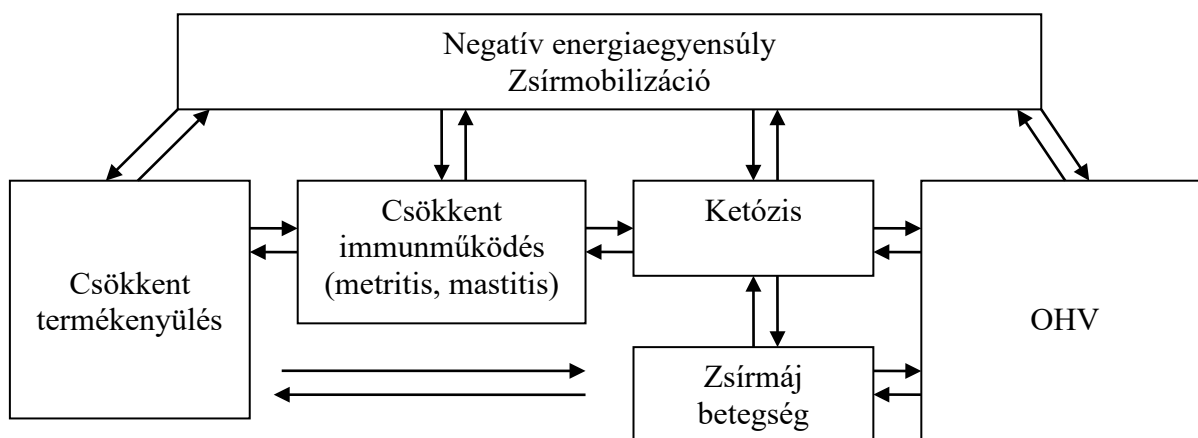 Negatív energiaegyensúly
Zsírmobilizáció
Csökkent
termékenyülés
Csökkent
immunműködés
(metritis, mastitis)
Ketózis
Zsírmáj
betegség
OHV